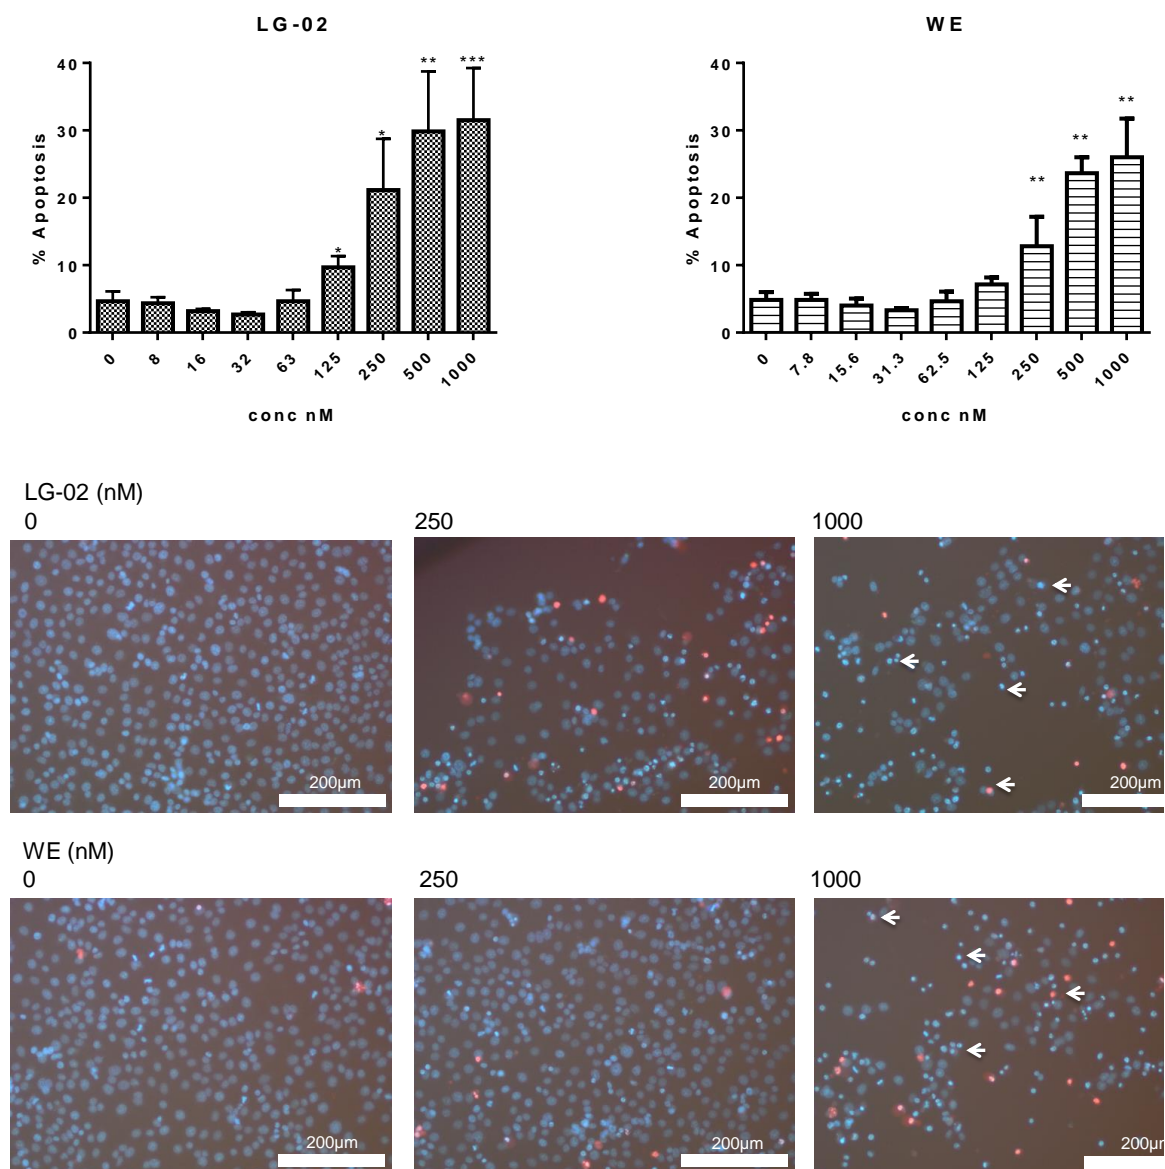 LG-02
40
30
20
10
0
% Apoptosis
* * ** ***
0 8 16 32 63 125 250 500 1000
conc nM
WE
40
30
20
10
0
% Apoptosis
** ** **
0 7.8 15.6 31.3 62.5 125 250 500 1000
conc nM
LG-02 (nM)
0 250 1000
200µm 200µm 200µm
WE (nM)
0 250 1000
200µm 200µm 200µ